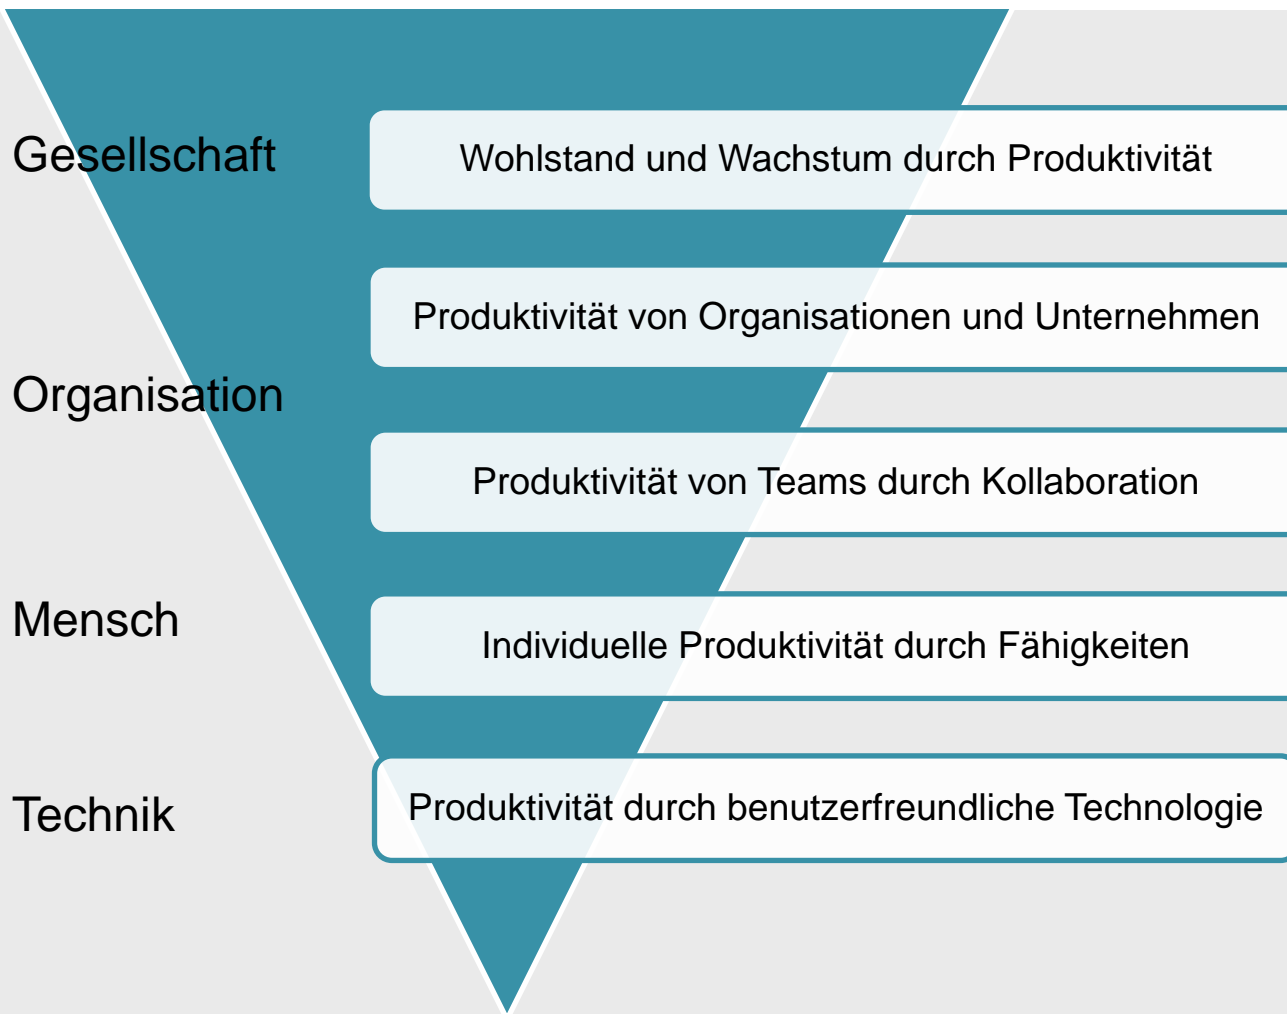 Gesellschaft
Wohlstand und Wachstum durch Produktivität
Produktivität von Organisationen und Unternehmen
Organisation
Produktivität von Teams durch Kollaboration
Mensch
Individuelle Produktivität durch Fähigkeiten
Technik
Produktivität durch benutzerfreundliche Technologie